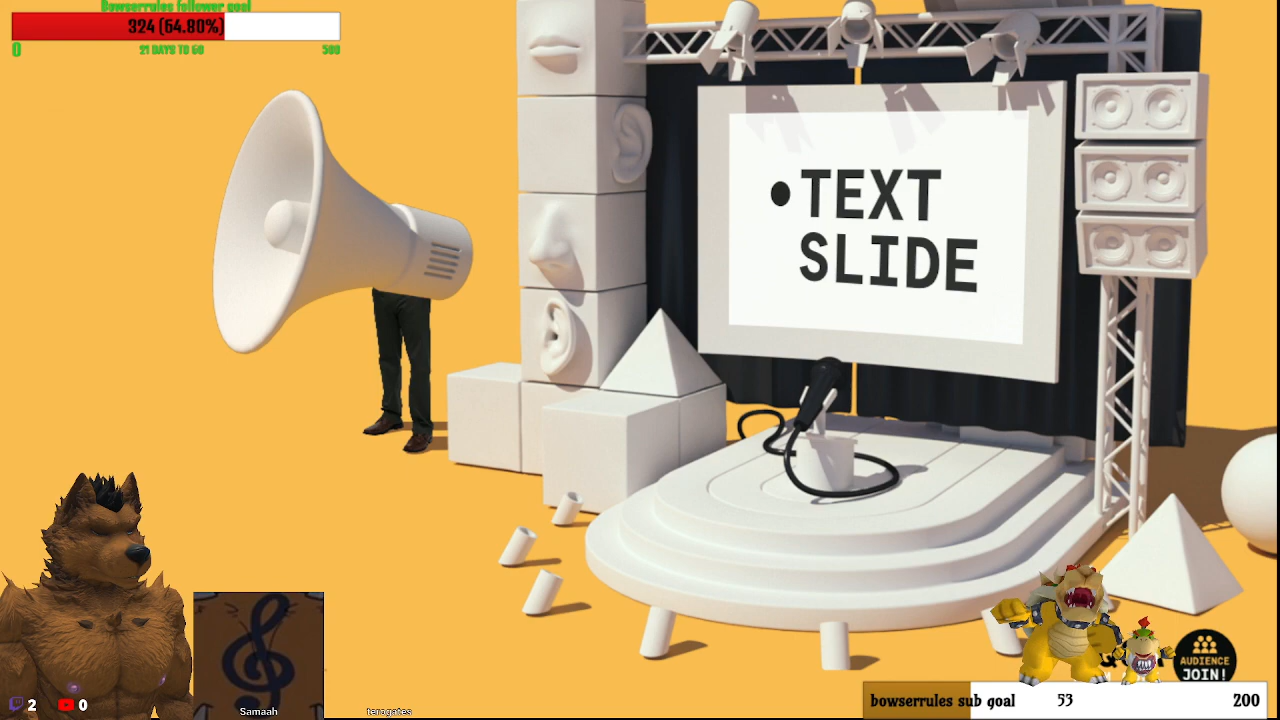 Bowserrules follower goal
324 (64.80%)
0
21 DAYS TO GO
500
• TEXT
SLIDE
AUDIENCE
JOIN!
bowserrules sub goal
53
200
2
0
Samaah
teragates